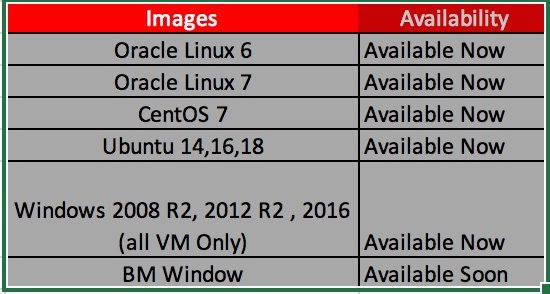 Images Availability
Oracle Linux 6 Available Now
Oracle Linux 7 Available Now
CentOS 7 Available Now
Ubuntu 14,16,18 Available Now
Windows 2008 R2, 2012 R2 , 2016
(all VM Only) Available Now
BM Window Available Soon